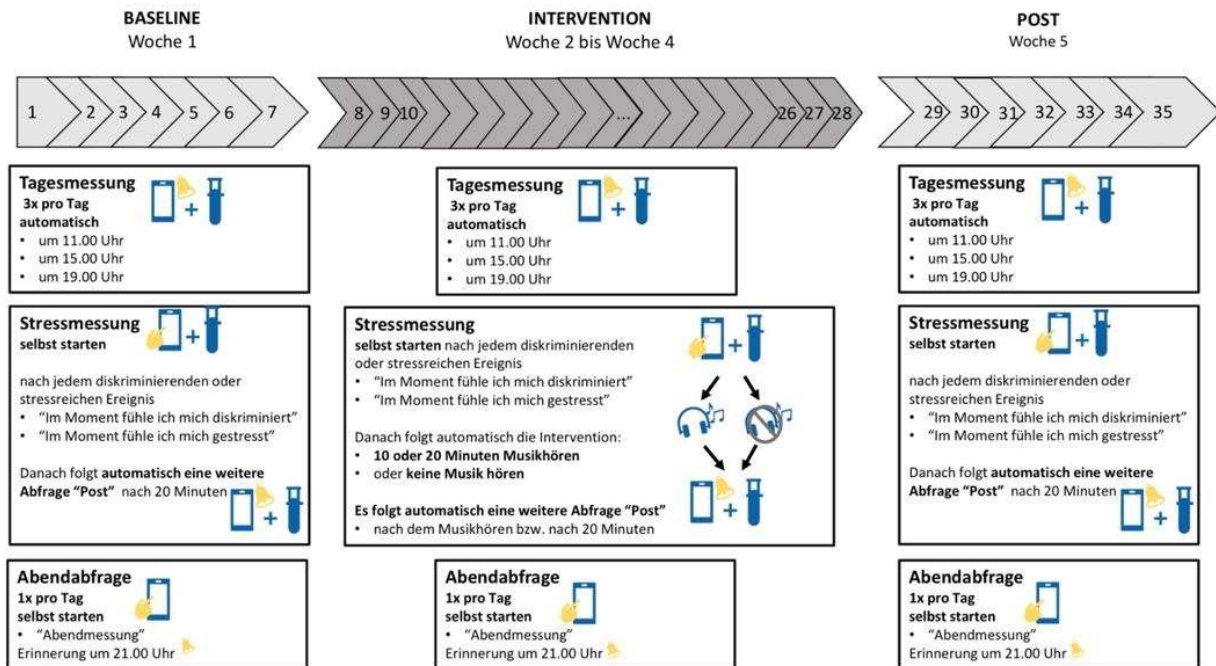 BASELINE
Woche 1
INTERVENTION
Woche 2 bis Woche 4
POST
Woche 5
1 2 3 4 5 6 7
8 9 10 ... 26 27 28
29 30 31 32 33 34 35
Tagesmessung
3x pro Tag
automatisch
• um 11.00 Uhr
• um 15.00 Uhr
• um 19.00 Uhr
Stressmessung
selbst starten
nach jedem diskriminierenden oder
stressreichen Ereignis
• “Im Moment fühle ich mich diskriminiert”
• “Im Moment fühle ich mich gestresst”
Danach folgt automatisch eine weitere
Abfrage “Post” nach 20 Minuten
Abendabfrage
1x pro Tag
selbst starten
• “Abendmessung”
Erinnerung um 21.00 Uhr
Tagesmessung
3x pro Tag
automatisch
• um 11.00 Uhr
• um 15.00 Uhr
• um 19.00 Uhr
Stressmessung
selbst starten nach jedem diskriminierenden
oder stressreichen Ereignis
• “Im Moment fühle ich mich diskriminiert”
• “Im Moment fühle ich mich gestresst”
Danach folgt automatisch die Intervention:
• 10 oder 20 Minuten Musikhören
• oder keine Musik hören
Es folgt automatisch eine weitere Abfrage “Post”
• nach dem Musikhören bzw. nach 20 Minuten
Abendabfrage
1x pro Tag
selbst starten
• “Abendmessung”
Erinnerung um 21.00 Uhr
Tagesmessung
3x pro Tag
automatisch
• um 11.00 Uhr
• um 15.00 Uhr
• um 19.00 Uhr
Stressmessung
selbst starten
nach jedem diskriminierenden oder
stressreichen Ereignis
• “Im Moment fühle ich mich diskriminiert”
• “Im Moment fühle ich mich gestresst”
Danach folgt automatisch eine weitere
Abfrage “Post” nach 20 Minuten
Abendabfrage
1x pro Tag
selbst starten
• “Abendmessung”
Erinnerung um 21.00 Uhr